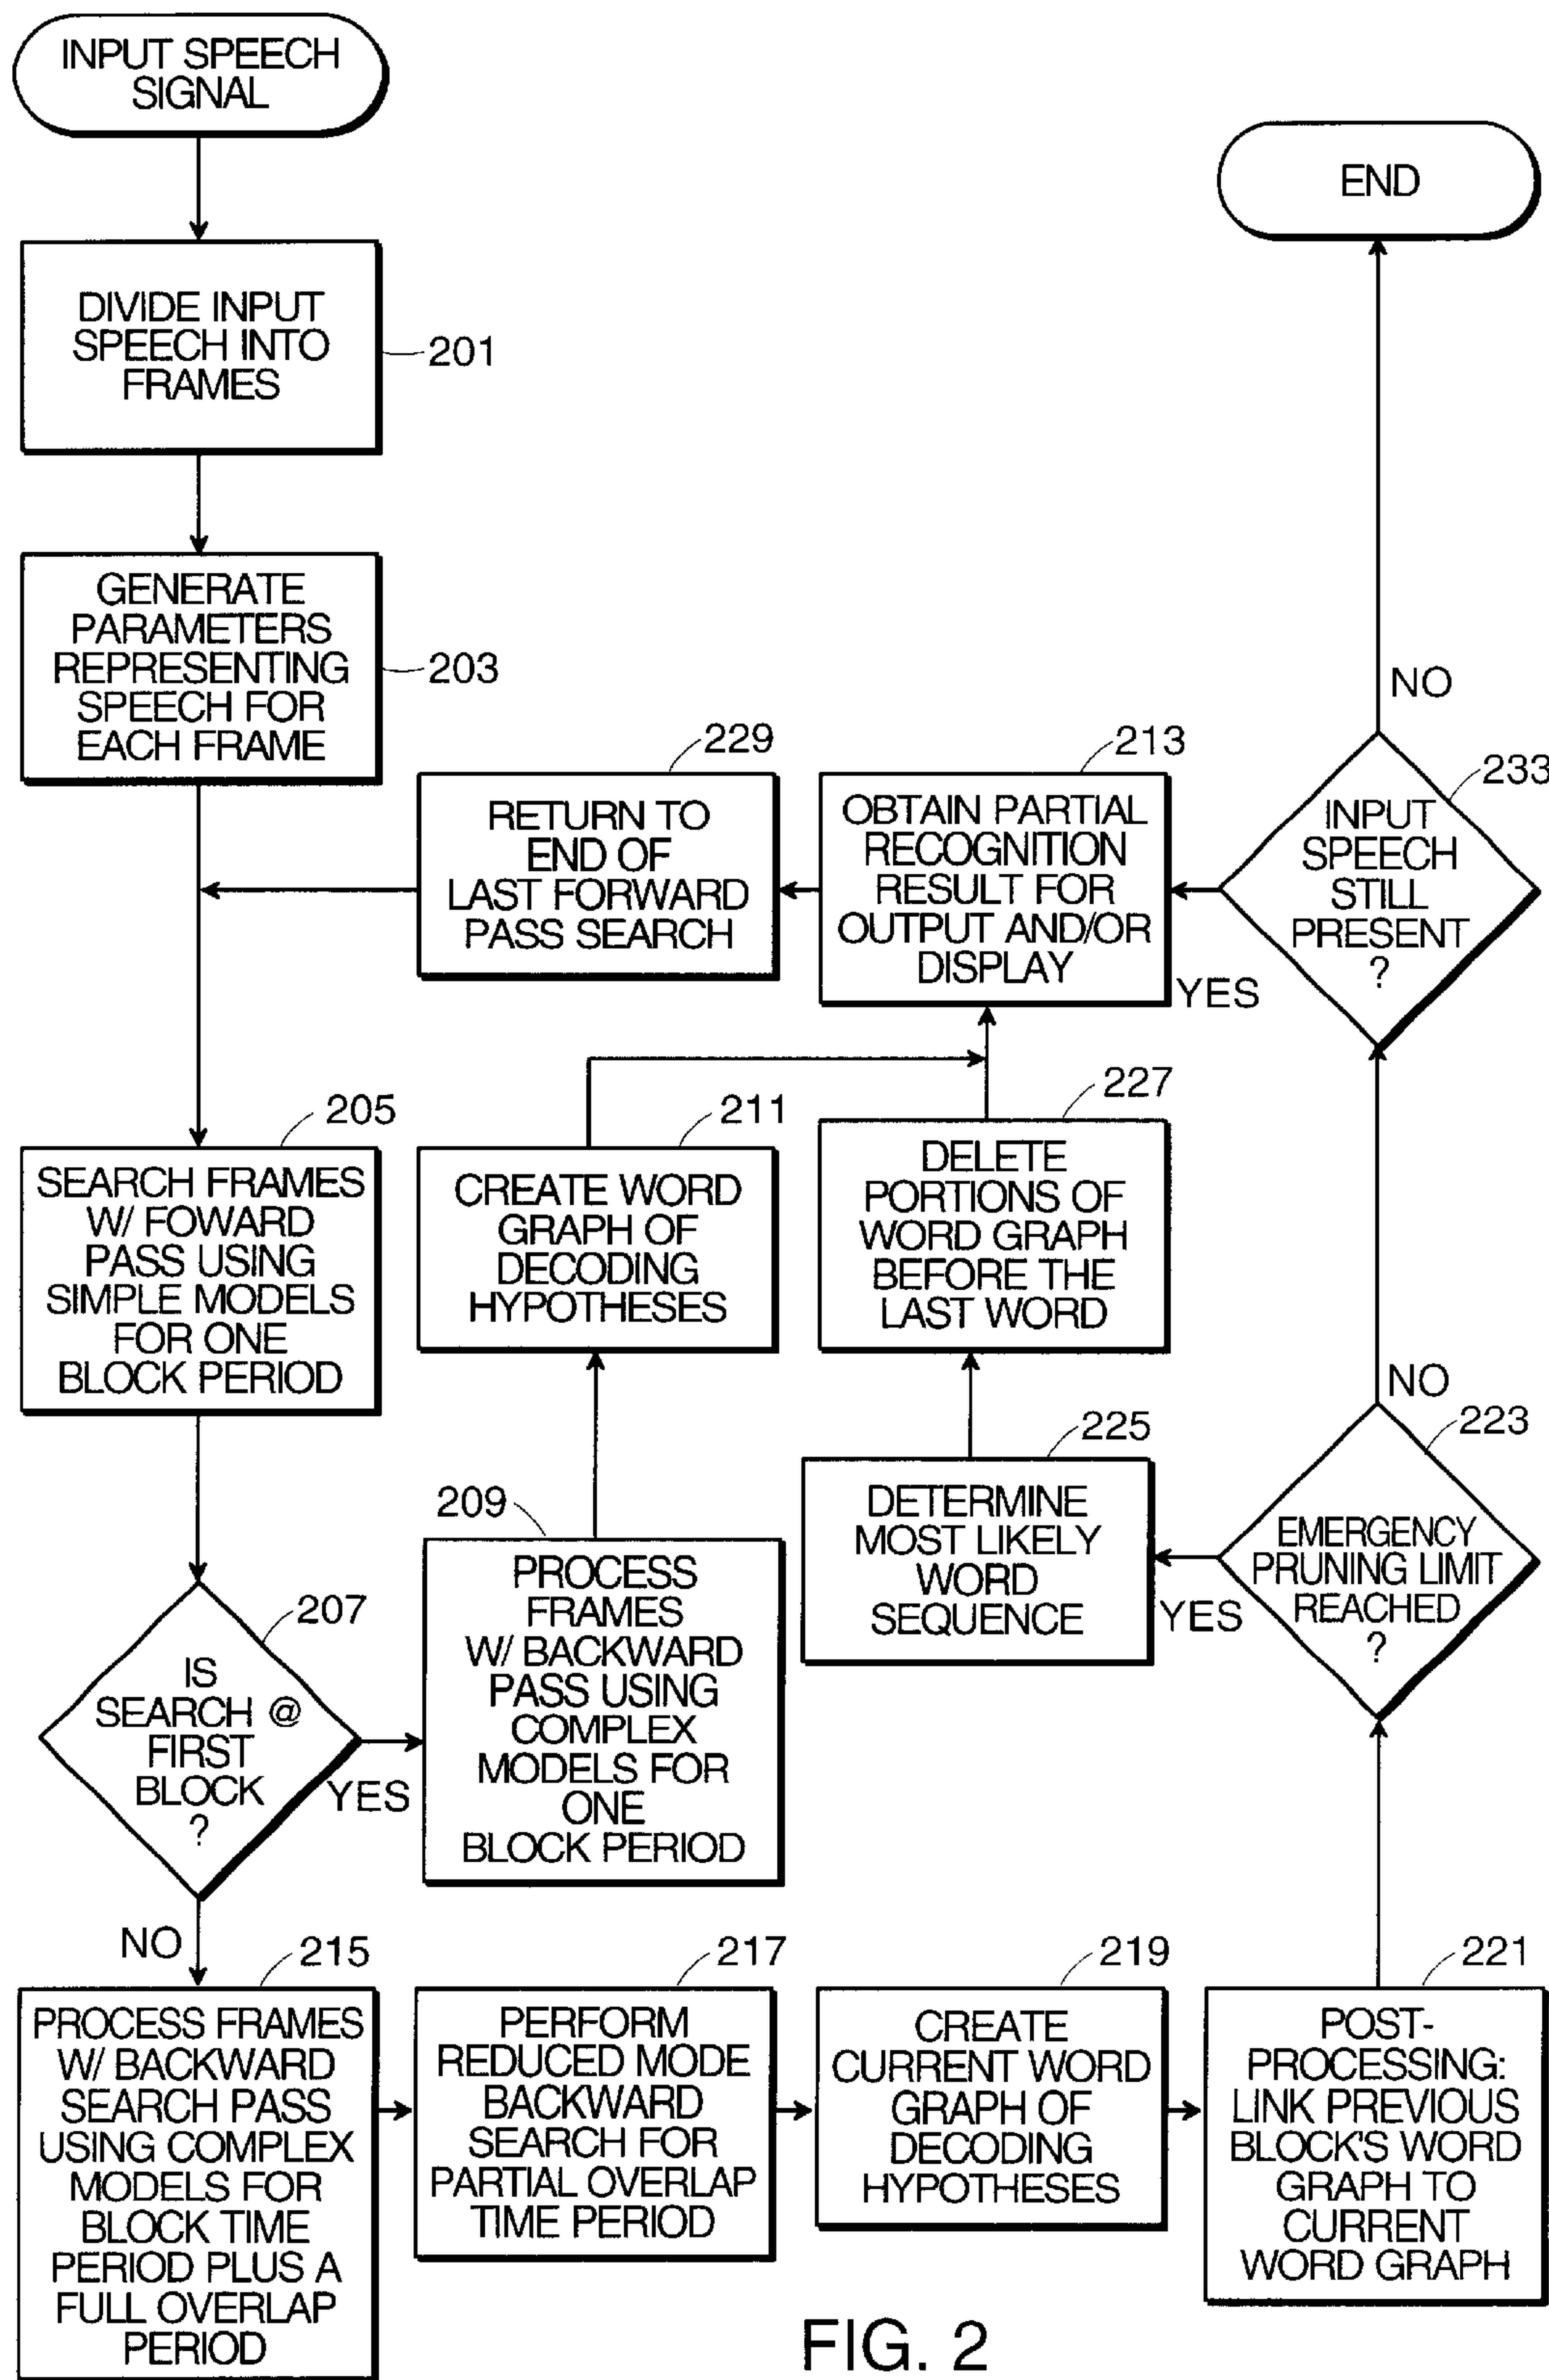 INPUT SPEECH
SIGNAL
DIVIDE INPUT
SPEECH INTO
FRAMES
201
GENERATE
PARAMETERS
REPRESENTING
SPEECH FOR
EACH FRAME
203
SEARCH FRAMES
W/ FOWARD
PASS USING
SIMPLE MODELS
FOR ONE
BLOCK PERIOD
205
IS
SEARCH @
FIRST
BLOCK
?
207
YES
NO
209
PROCESS
FRAMES
W/ BACKWARD
PASS USING
COMPLEX
MODELS FOR
ONE
BLOCK PERIOD
211
CREATE WORD
GRAPH OF
DECODING
HYPOTHESES
213
OBTAIN PARTIAL
RECOGNITION
RESULT FOR
OUTPUT AND/OR
DISPLAY
229
RETURN TO
END OF
LAST FORWARD
PASS SEARCH
215
PROCESS FRAMES
W/ BACKWARD
SEARCH PASS
USING COMPLEX
MODELS FOR
BLOCK TIME
PERIOD PLUS A
FULL OVERLAP
PERIOD
217
PERFORM
REDUCED MODE
BACKWARD
SEARCH FOR
PARTIAL OVERLAP
TIME PERIOD
219
CREATE
CURRENT WORD
GRAPH OF
DECODING
HYPOTHESES
221
POST-
PROCESSING:
LINK PREVIOUS
BLOCK'S WORD
GRAPH TO
CURRENT
WORD GRAPH
223
EMERGENCY
PRUNING LIMIT
REACHED
?
YES
NO
225
DETERMINE
MOST LIKELY
WORD
SEQUENCE
227
DELETE
PORTIONS OF
WORD GRAPH
BEFORE THE
LAST WORD
233
INPUT
SPEECH
STILL
PRESENT
?
YES
NO
END
FIG. 2